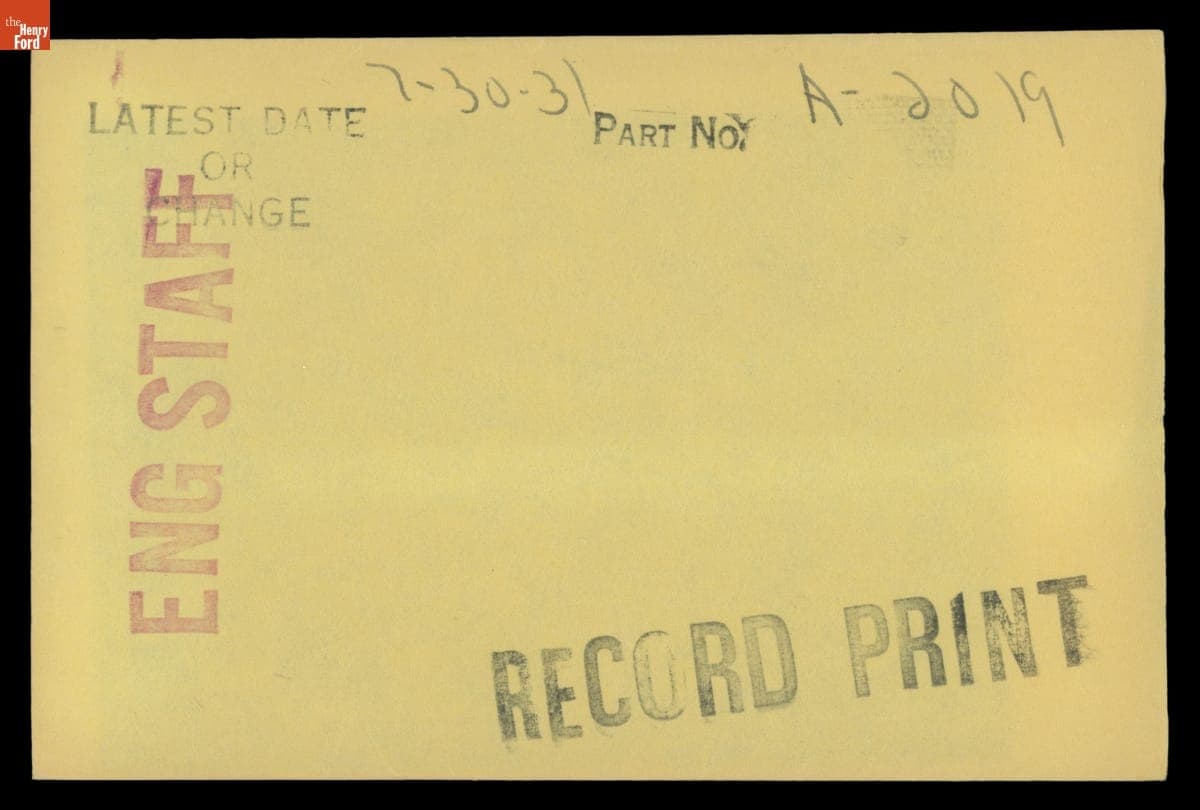 the
Henry
Ford
LATEST DATE 7-30-31 PART NO. A-2019
OR
CHANGE
ENG STAFF
RECORD PRINT